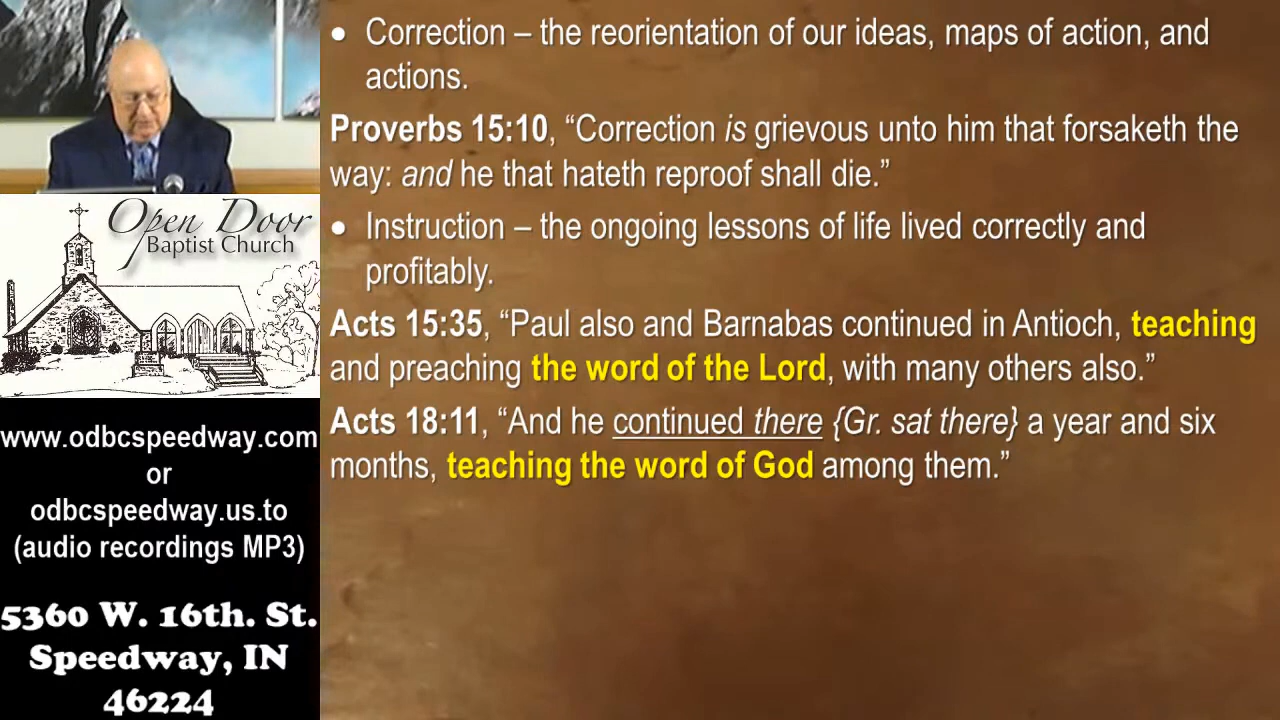 Open Door
Baptist Church
www.odbcspeedway.com
or
odbcspeedway.us.to
(audio recordings MP3)
5360 W. 16th. St.
Speedway, IN
46224
• Correction – the reorientation of our ideas, maps of action, and
actions.
Proverbs 15:10, “Correction is grievous unto him that forsaketh the
way: and he that hateth reproof shall die.”
• Instruction – the ongoing lessons of life lived correctly and
profitably.
Acts 15:35, “Paul also and Barnabas continued in Antioch, teaching
and preaching the word of the Lord, with many others also.”
Acts 18:11, “And he continued there {Gr. sat there} a year and six
months, teaching the word of God among them.”